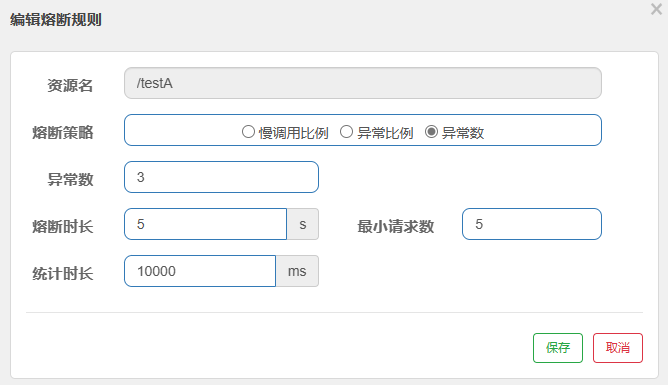 编辑熔断规则 ×
资源名 /testA
熔断策略 慢调用比例 异常比例 异常数
异常数 3
熔断时长 5 s 最小请求数 5
统计时长 10000 ms
保存 取消